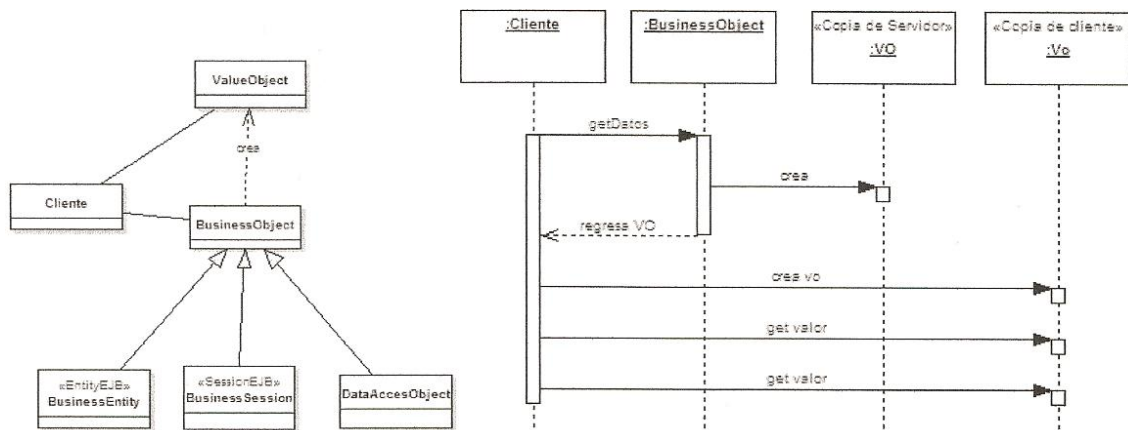 ValueObject
crea
Cliente
BusinessObject
«EntityEJB»
BusinessEntity
«SessionEJB»
BusinessSession
DataAccesObject
:Cliente
:BusinessObject
«Copia de Servidor»
:VO
«Copia de cliente»
:Vo
getDatos
crea
regresa VO
crea vo
get valor
get valor